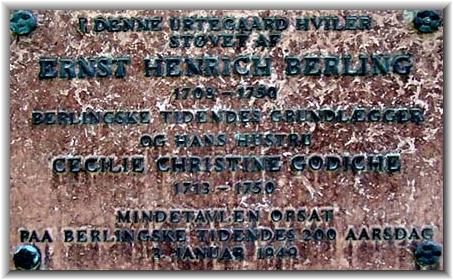 I DENNE URTEGAARD HVILER
STØVET AF
ERNST HENRICH BERLING
1708-1750
BERLINGSKE TIDENDES GRUNDLÆGGER
OG HANS HUSTRU
CECILIE CHRISTINE GODICHE
1713-1750
MINDETAVLEN OPSAT
PAA BERLINGSKE TIDENDES 200 AARSDAG
3 JANUAR 1949